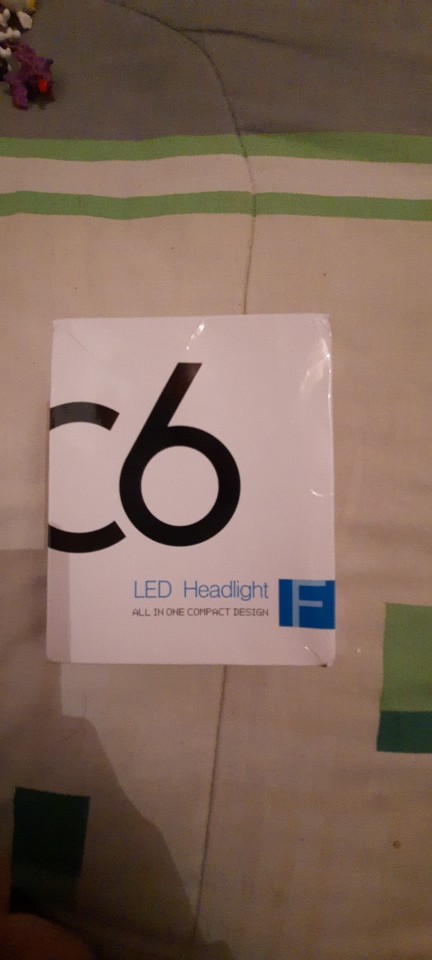 C6
LED Headlight
ALL IN ONE COMPACT DESIGN
F